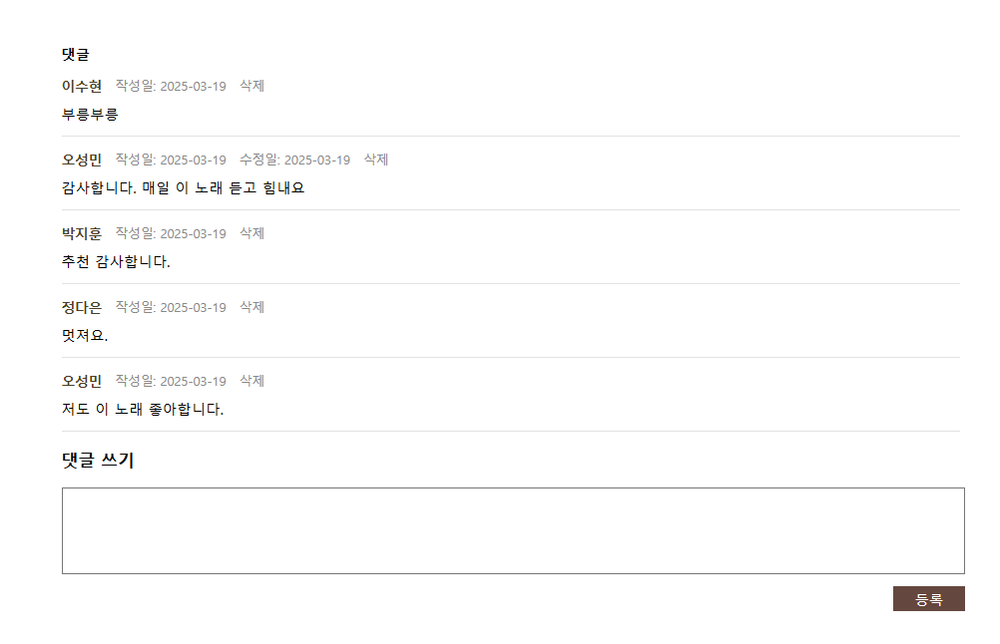 댓글
이수현 작성일: 2025-03-19 삭제
부릉부릉
오성민 작성일: 2025-03-19 수정일: 2025-03-19 삭제
감사합니다. 매일 이 노래 듣고 힘내요
박지훈 작성일: 2025-03-19 삭제
추천 감사합니다.
정다은 작성일: 2025-03-19 삭제
멋져요.
오성민 작성일: 2025-03-19 삭제
저도 이 노래 좋아합니다.
댓글 쓰기
등록